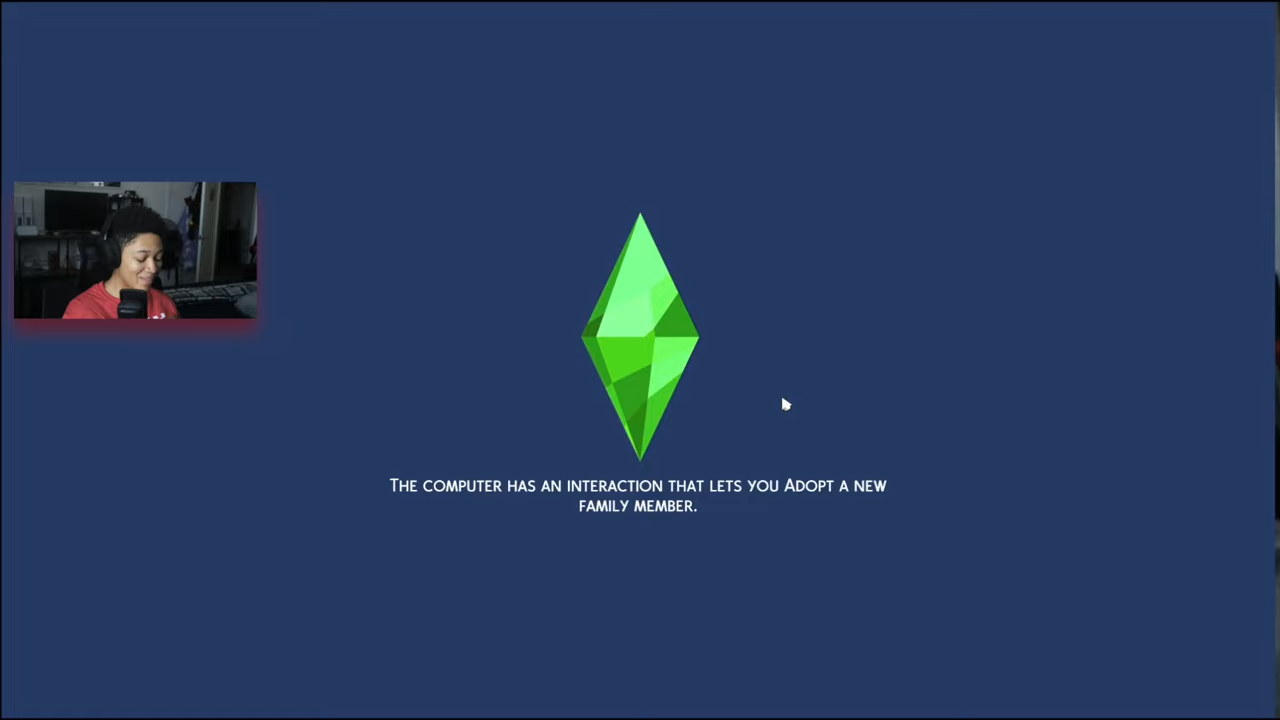 The computer has an interaction that lets you Adopt a new
family member.